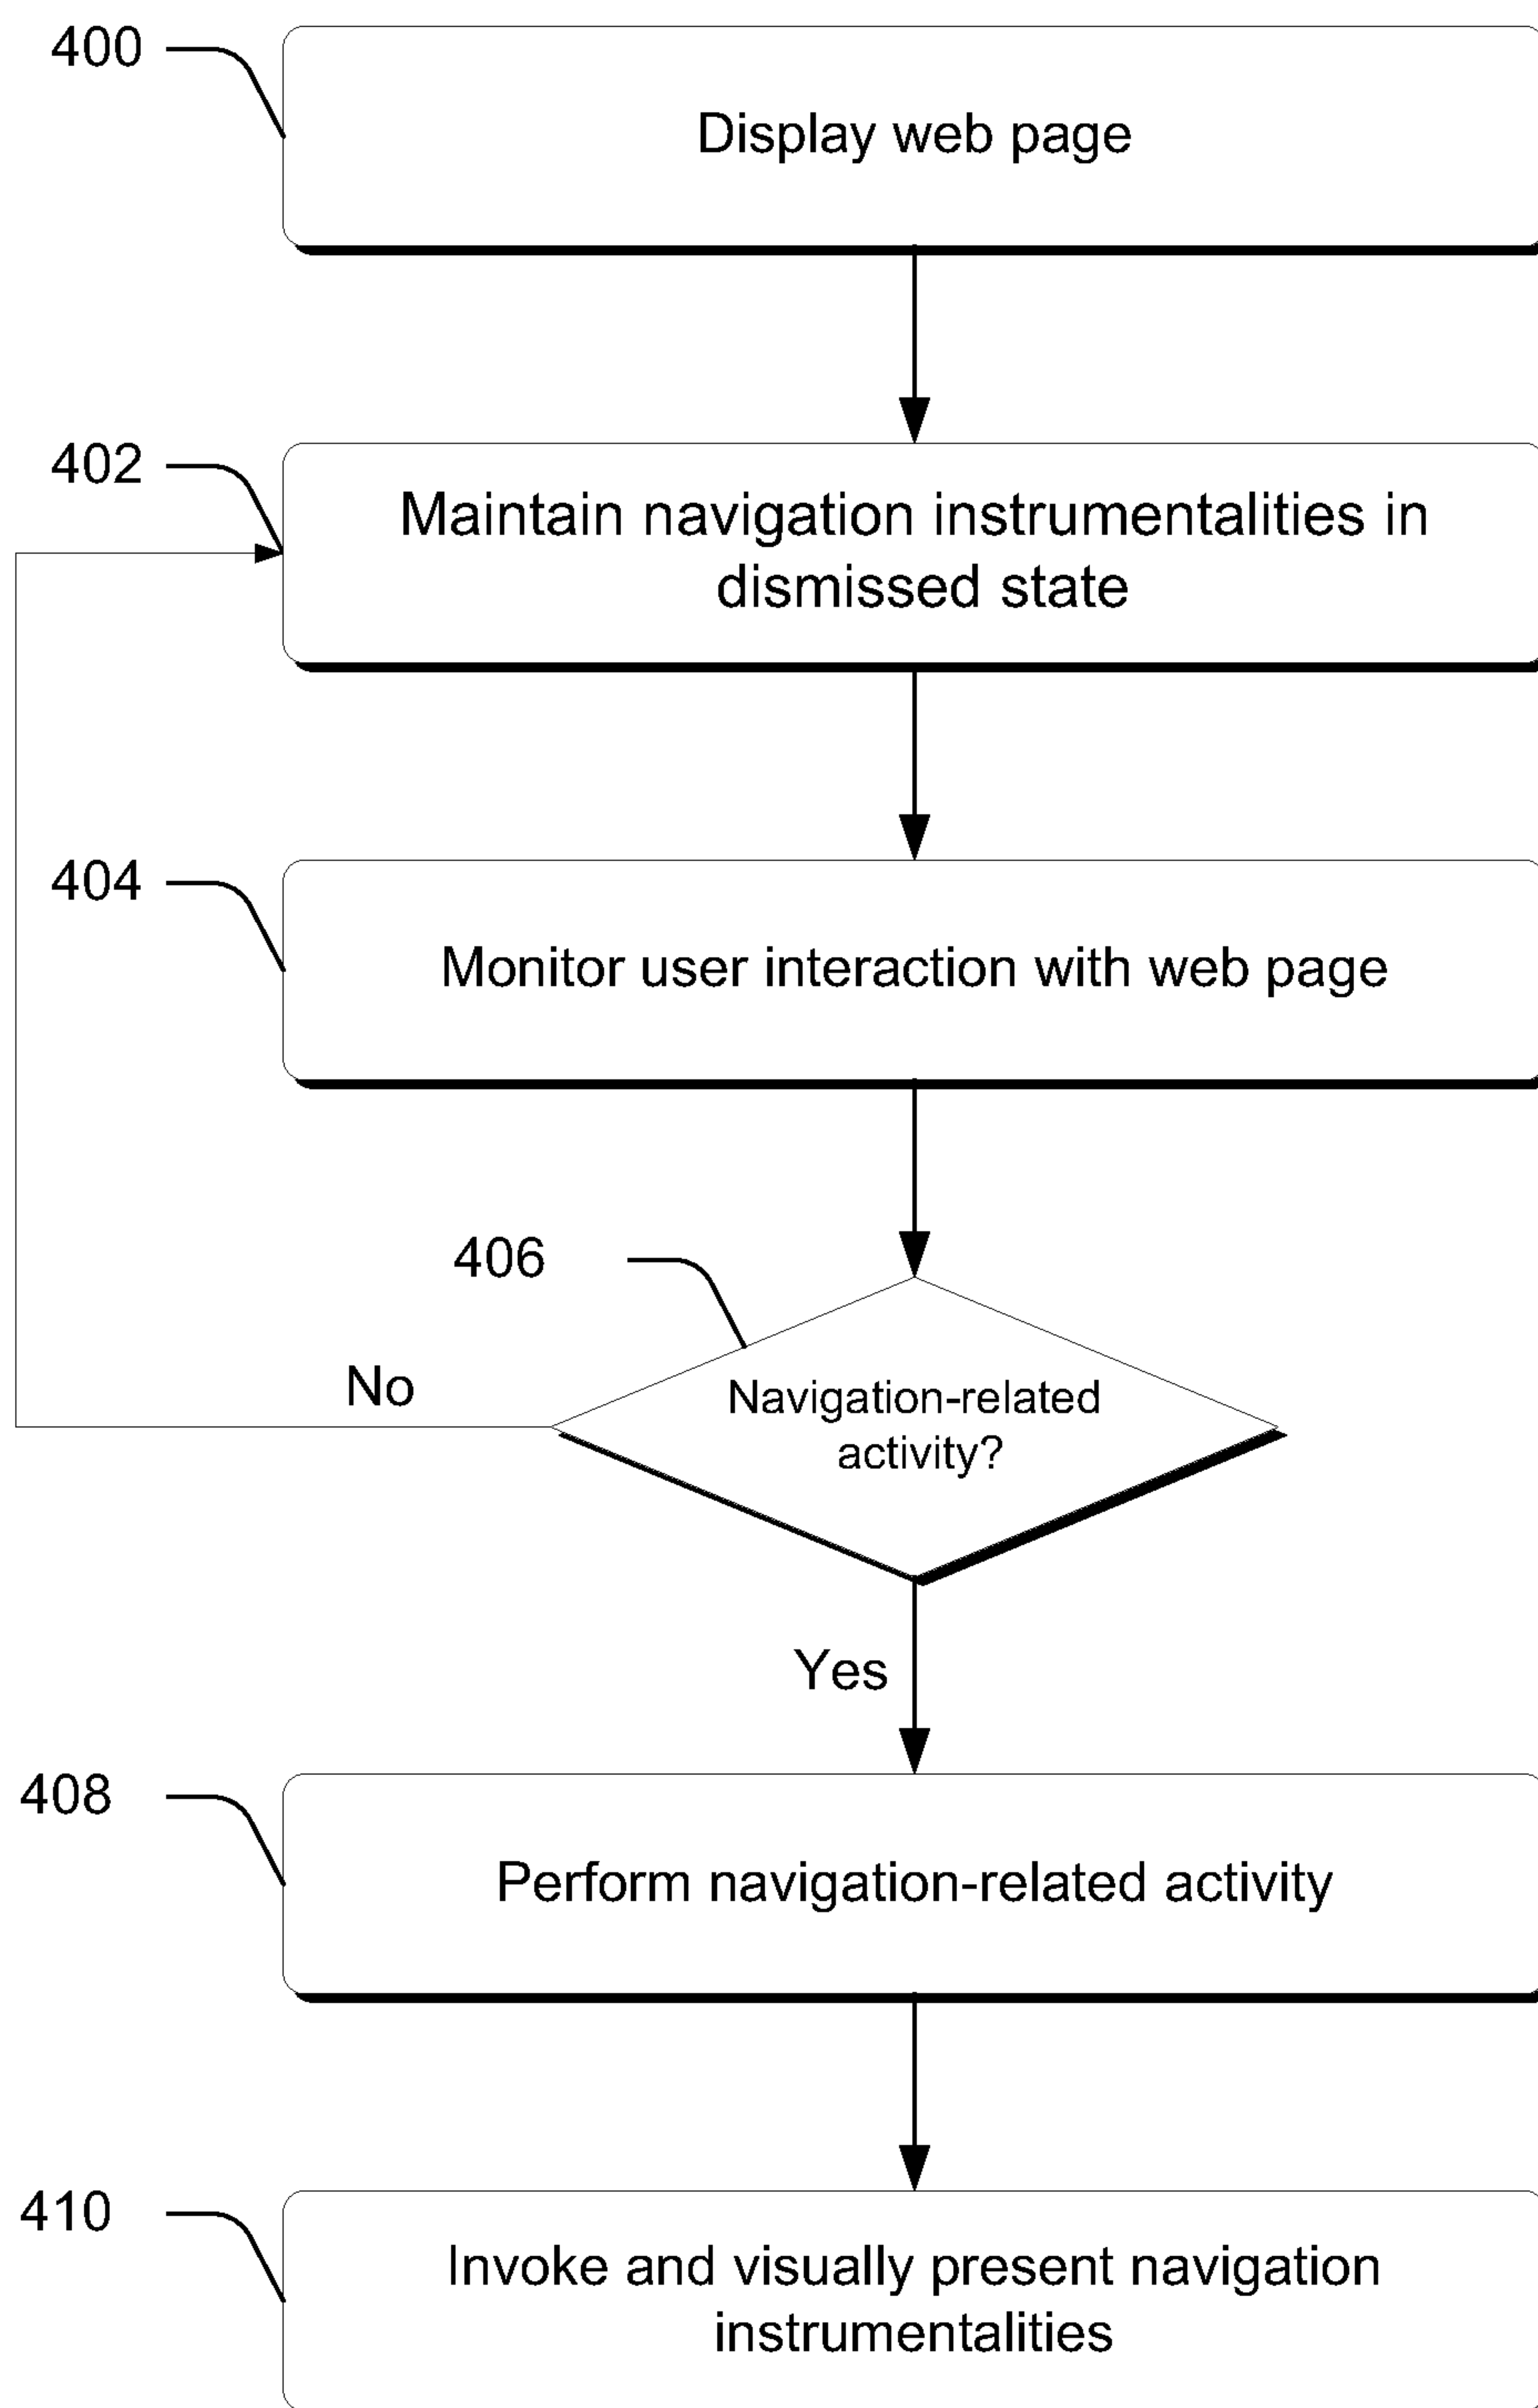 400
Display web page
402
Maintain navigation instrumentalities in
dismissed state
404
Monitor user interaction with web page
406
No
Navigation-related
activity?
Yes
408
Perform navigation-related activity
410
Invoke and visually present navigation
instrumentalities